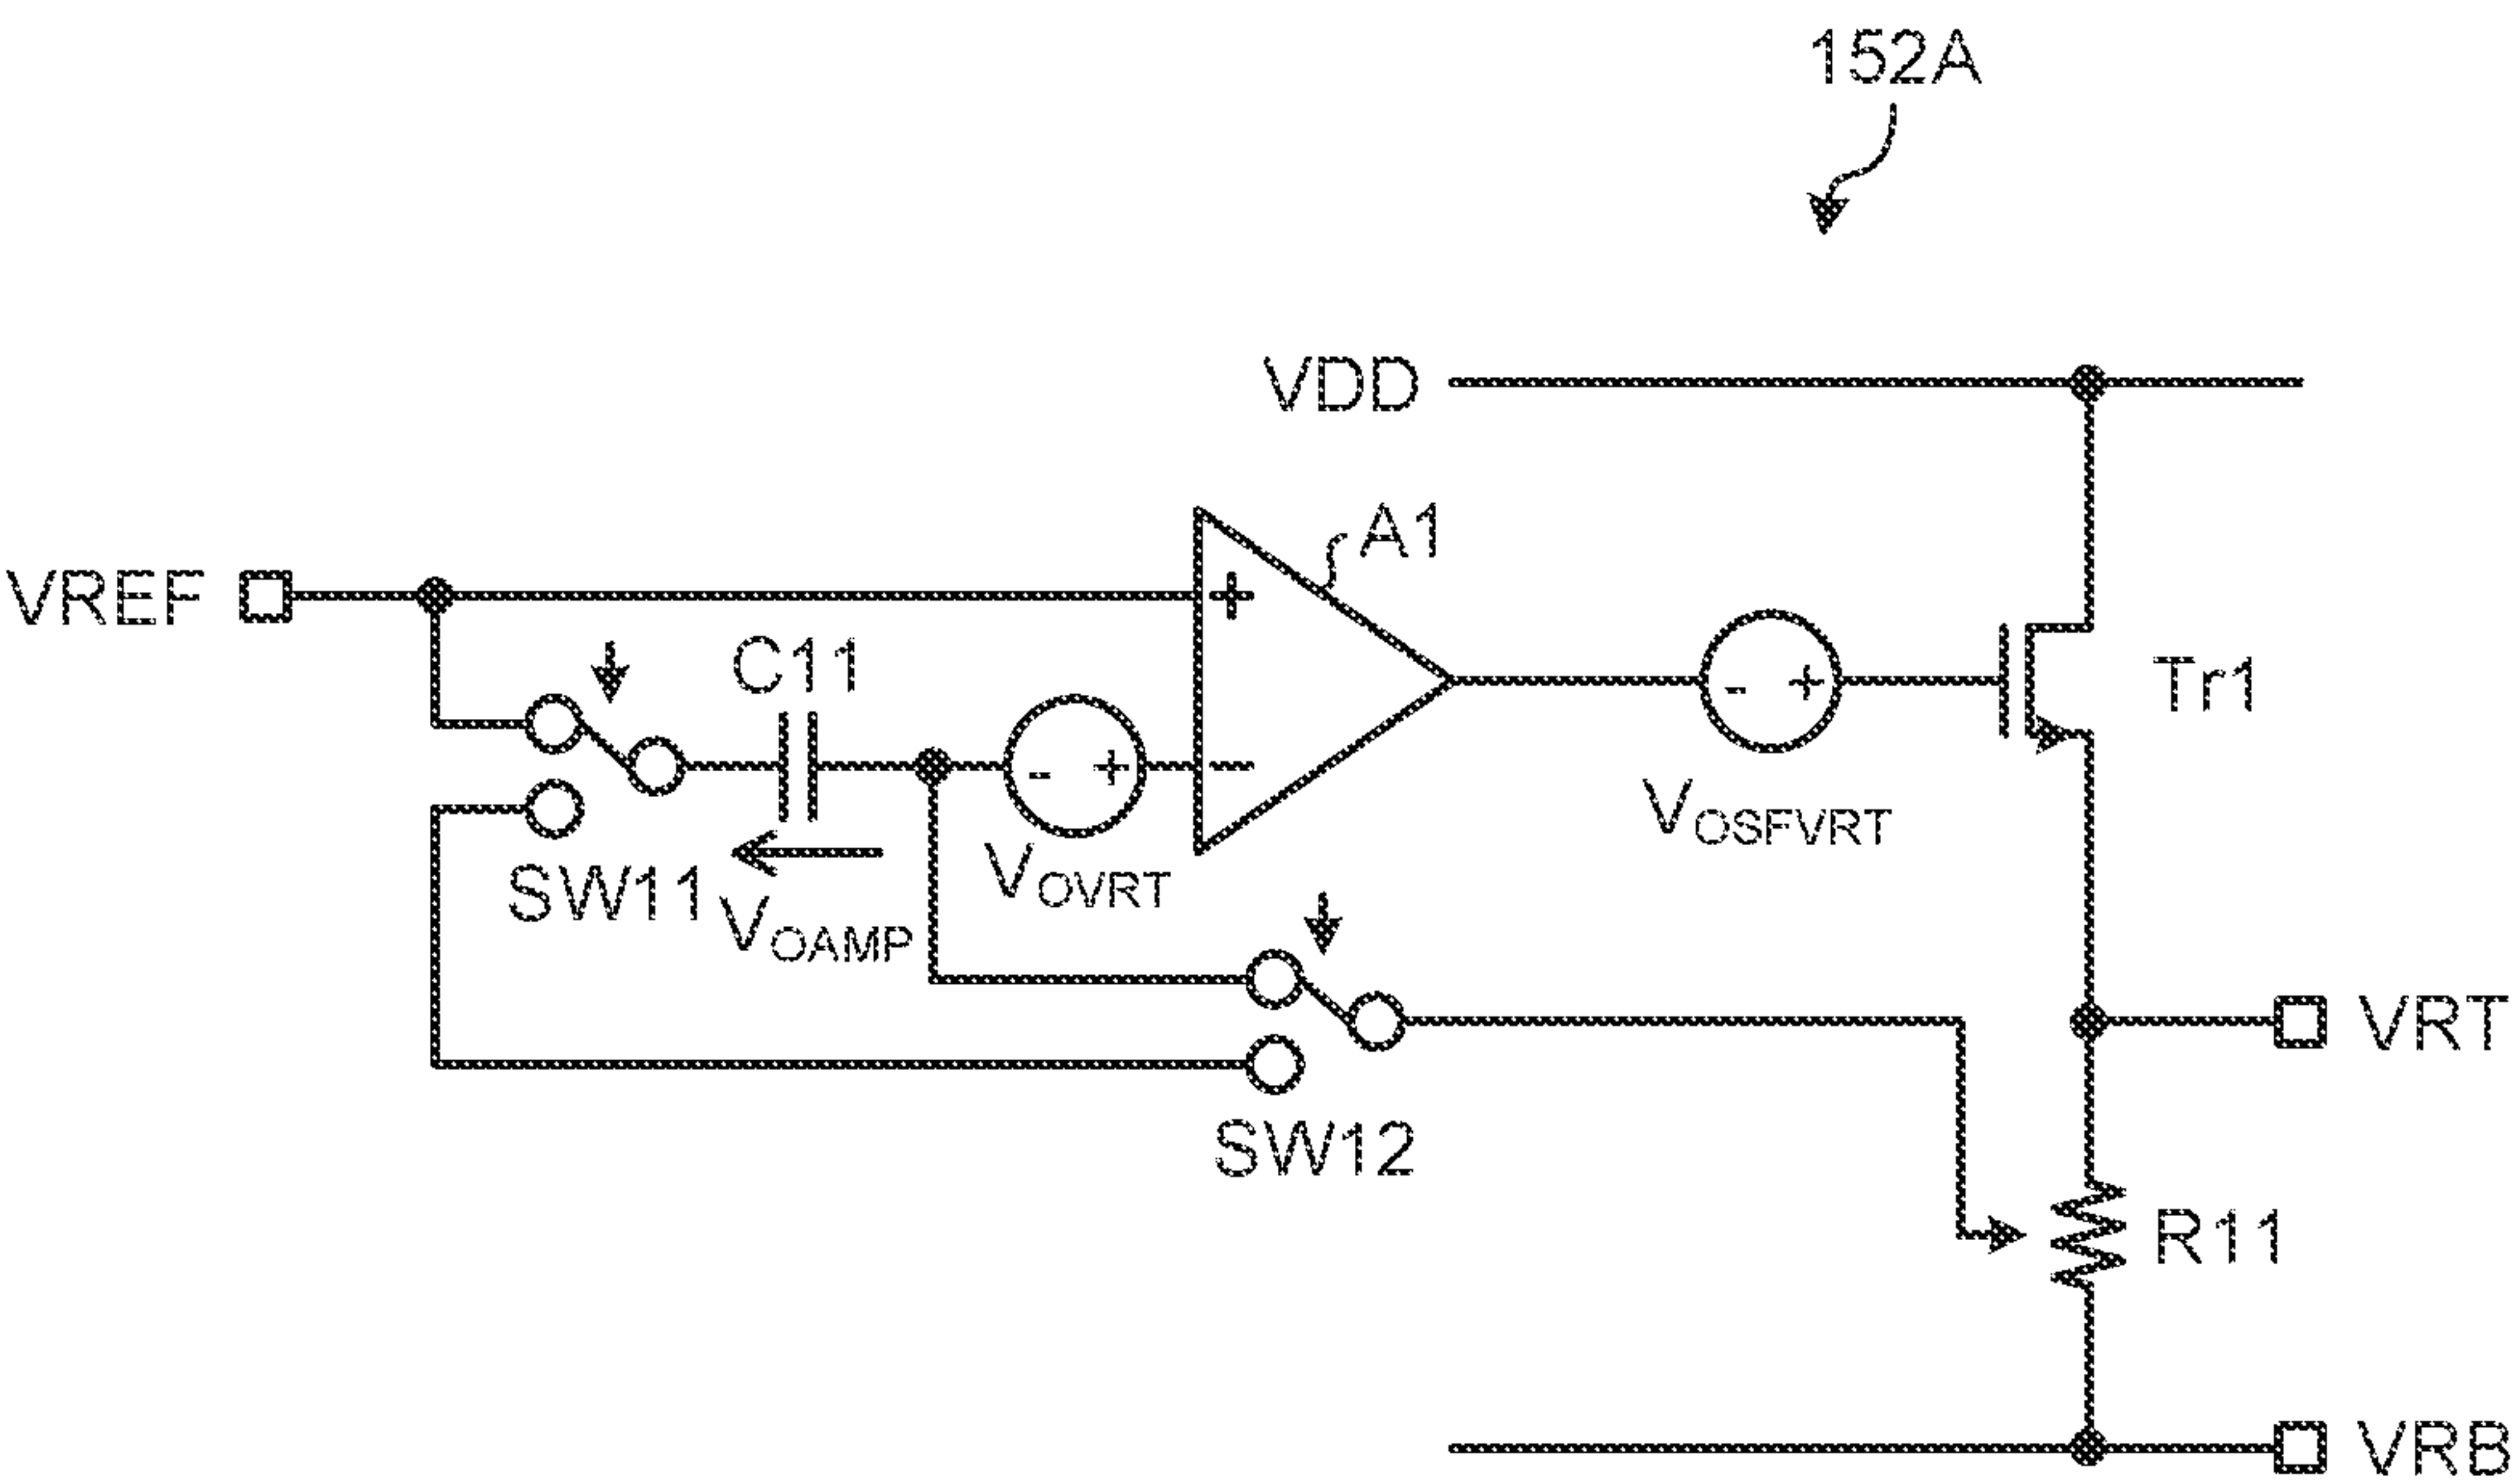 152A
VDD
A1
VREF
+
C11
- +
Tr1
- +
−
VOSFVRT
SW11
VOVRT
VOAMP
VRT
SW12
R11
VRB